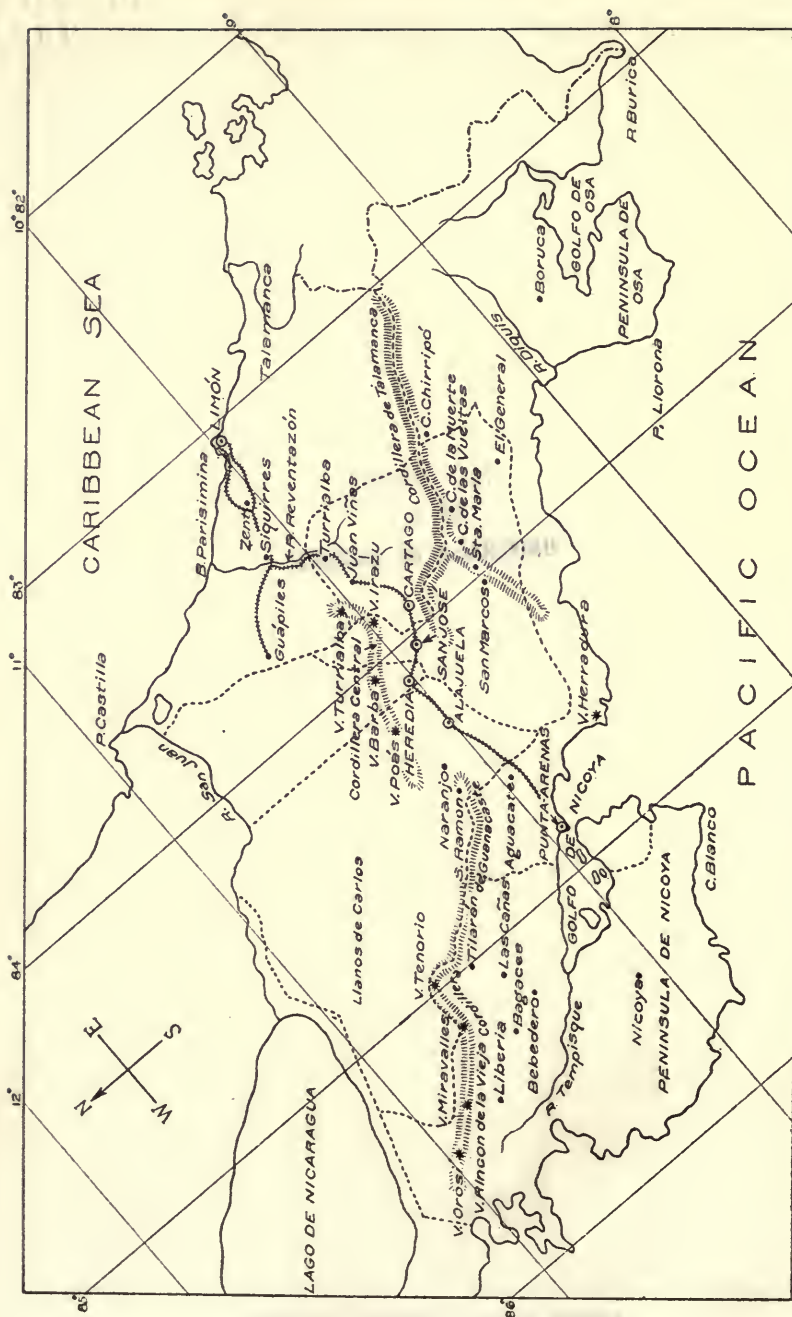 10°
82°
9°
8°
83°
11°
84°
12°
85°
86°
CARIBBEAN SEA
P. Castilla
B. Parisimina
LIMÓN
Talamanca
Zent
Siquirres
R. Reventazón
Guápiles
Turrialba
Juan Viñas
R. San Juan
V. Turrialba
Cordillera Central
V. Irazu
V. Barba
V. Poás
HEREDIA
CARTAGO
SAN JOSE
ALAJUELA
Cordillera de Talamanca
C. Chirripó
C. de la Muerte
C. de las Vueltas
Sta. María
El General
San Marcos
R. Diquis
Boruca
GOLFO DE
OSA
PENINSULA DE
OSA
P. Burica
P. Llorona
V. Herradura
PACIFIC OCEAN
LAGO DE NICARAGUA
Llanos de Carlos
N
E
S
W
Naranjo
S. Ramon
Aguacate
PUNTA-ARENAS
V. Tenorio
Tilarán
Cordillera de Guanacaste
Las Cañas
V. Miravalles
V. Rincon de la Vieja
V. Orosi
Liberia
Bagaces
Bebedero
R. Tempisque
GOLFO DE NICOYA
Nicoya
PENINSULA DE NICOYA
C. Blanco